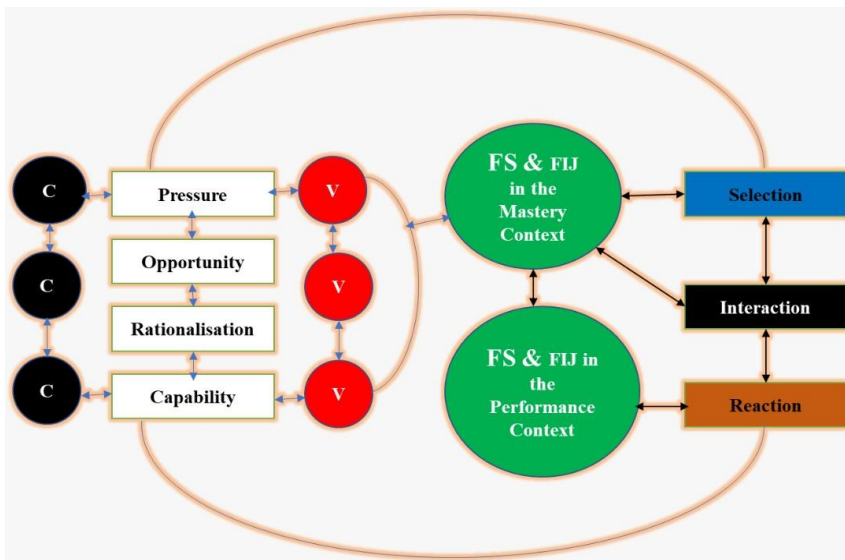 C
Pressure
V
C
Opportunity
V
Rationalisation
C
Capability
V
FS & FIJ
in the
Mastery
Context
FS & FIJ in
the
Performance
Context
Selection
Interaction
Reaction